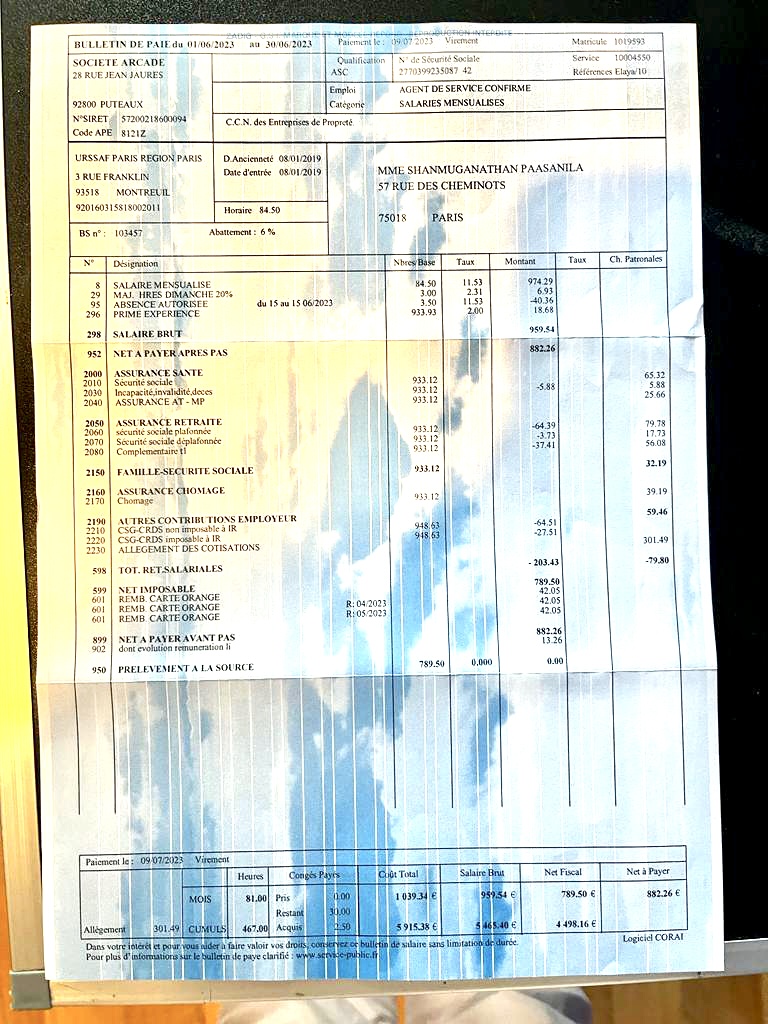 ZADIG - G.S.I MARQUE ET MODELE DEPOSE - REPRODUCTION INTERDITE
BULLETIN DE PAIE du 01/06/2023 au 30/06/2023 Paiement le : 09/07/2023 Virement Matricule 1019593
SOCIETE ARCADE Qualification N° de Sécurité Sociale Service 10004550
28 RUE JEAN JAURES ASC 2770399235087 42 Références Elaya/10
Emploi AGENT DE SERVICE CONFIRME
92800 PUTEAUX Catégorie SALARIES MENSUALISES
N°SIRET 57200218600094 C.C.N. des Entreprises de Propreté
Code APE 8121Z
URSSAF PARIS REGION PARIS D.Ancienneté 08/01/2019
3 RUE FRANKLIN Date d'entrée 08/01/2019 MME SHANMUGANATHAN PAASANILA
93518 MONTREUIL 57 RUE DES CHEMINOTS
920160315818002011 Horaire 84.50 75018 PARIS
BS n° : 103457 Abattement : 6 %
N° Désignation Nbres/Base Taux Montant Taux Ch. Patronales
8 SALAIRE MENSUALISE 84.50 11.53 974.29
29 MAJ. HRES DIMANCHE 20% 3.00 2.31 6.93
95 ABSENCE AUTORISEE du 15 au 15 06/2023 3.50 11.53 -40.36
296 PRIME EXPERIENCE 933.93 2.00 18.68
298 SALAIRE BRUT 959.54
952 NET A PAYER APRES PAS 882.26
2000 ASSURANCE SANTE
2010 Sécurité sociale 933.12 65.32
2030 Incapacité,invalidité,deces 933.12 -5.88 5.88
2040 ASSURANCE AT - MP 933.12 25.66
2050 ASSURANCE RETRAITE
2060 sécurité sociale plafonnée 933.12 -64.39 79.78
2070 Sécurité sociale déplafonnée 933.12 -3.73 17.73
2080 Complementaire t1 933.12 -37.41 56.08
2150 FAMILLE-SECURITE SOCIALE 933.12 32.19
2160 ASSURANCE CHOMAGE
2170 Chomage 933.12 39.19
2190 AUTRES CONTRIBUTIONS EMPLOYEUR 59.46
2210 CSG-CRDS non imposable à IR 948.63 -64.51
2220 CSG-CRDS imposable à IR 948.63 -27.51
2230 ALLEGEMENT DES COTISATIONS 301.49
598 TOT. RET.SALARIALES - 203.43 -79.80
599 NET IMPOSABLE 789.50
601 REMB. CARTE ORANGE 42.05
601 REMB. CARTE ORANGE R: 04/2023 42.05
601 REMB. CARTE ORANGE R: 05/2023 42.05
899 NET A PAYER AVANT PAS 882.26
902 dont evolution remuneration li 13.26
950 PRELEVEMENT A LA SOURCE 789.50 0.000 0.00
Paiement le : 09/07/2023 Virement
Heures Congés Payés Coût Total Salaire Brut Net Fiscal Net à Payer
MOIS 81.00 Pris 0.00 1 039.34 € 959.54 € 789.50 € 882.26 €
Restant 30.00
Allégement 301.49 CUMULS 467.00 Acquis 2.50 5 915.38 € 5 465.40 € 4 498.16 €
Dans votre intérêt et pour vous aider a faire valoir vos droits, conservez ce bulletin de salaire sans limitation de durée. Logiciel CORAI
Pour plus d'informations sur le bulletin de paye clarifié : www.service-public.fr